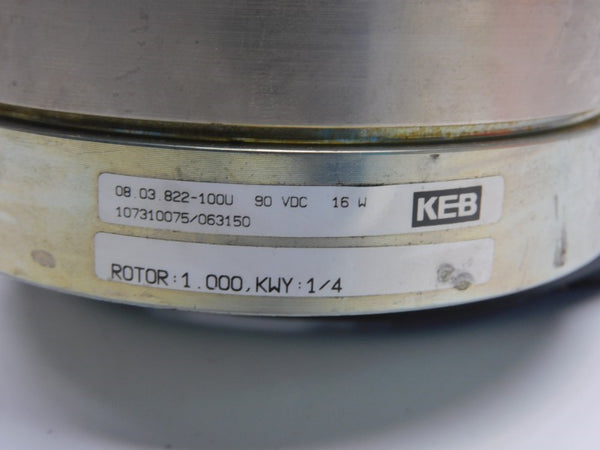 08.03.822-100U 90 VDC 16 W
107310075/063150
KEB
ROTOR:1.000,KWY:1/4